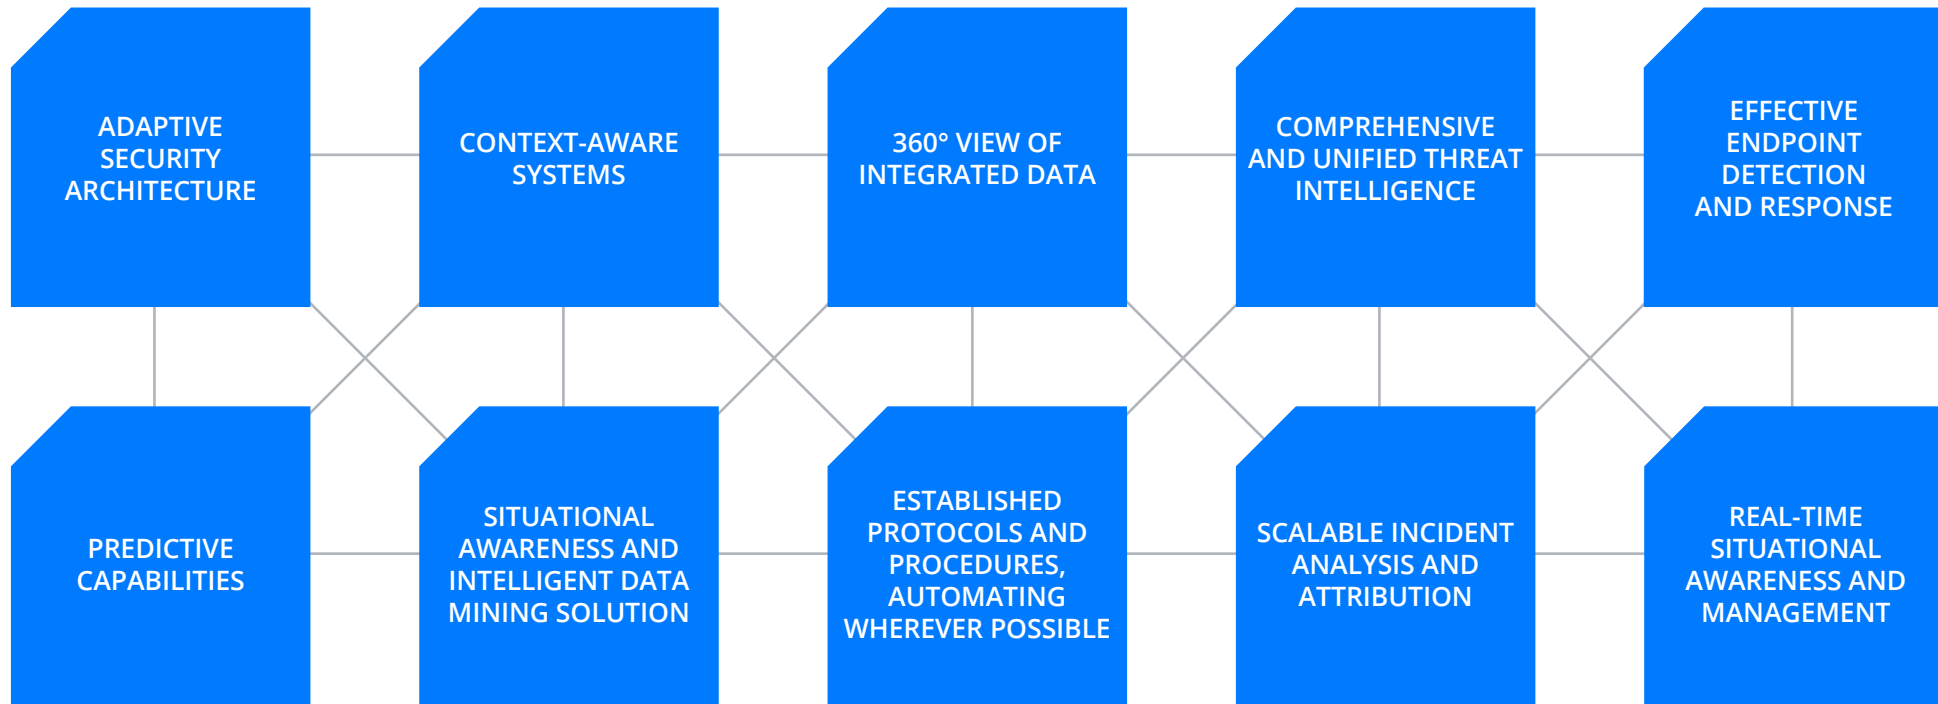 ADAPTIVE
SECURITY
ARCHITECTURE
CONTEXT-AWARE
SYSTEMS
360° VIEW OF
INTEGRATED DATA
COMPREHENSIVE
AND UNIFIED THREAT
INTELLIGENCE
EFFECTIVE
ENDPOINT
DETECTION
AND RESPONSE
PREDICTIVE
CAPABILITIES
SITUATIONAL
AWARENESS AND
INTELLIGENT DATA
MINING SOLUTION
ESTABLISHED
PROTOCOLS AND
PROCEDURES,
AUTOMATING
WHEREVER POSSIBLE
SCALABLE INCIDENT
ANALYSIS AND
ATTRIBUTION
REAL-TIME
SITUATIONAL
AWARENESS AND
MANAGEMENT